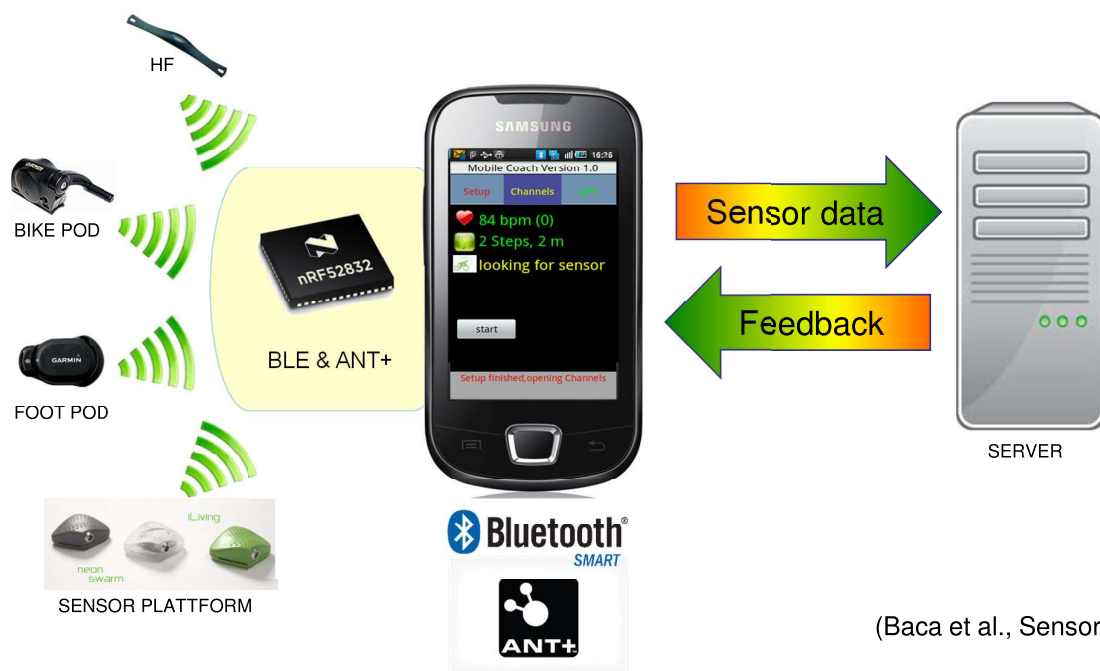 HF
BIKE POD
GARMIN
FOOT POD
iLiving
neon
swarm
SENSOR PLATTFORM
N
nRF52832
BLE & ANT+
SAMSUNG
16:26
Mobile Coach Version 1.0
Setup
Channels
84 bpm (0)
2 Steps, 2 m
looking for sensor
start
Setup finished,opening Channels
Bluetooth®
SMART
ANT+
Sensor data
Feedback
SERVER
(Baca et al., Sensor